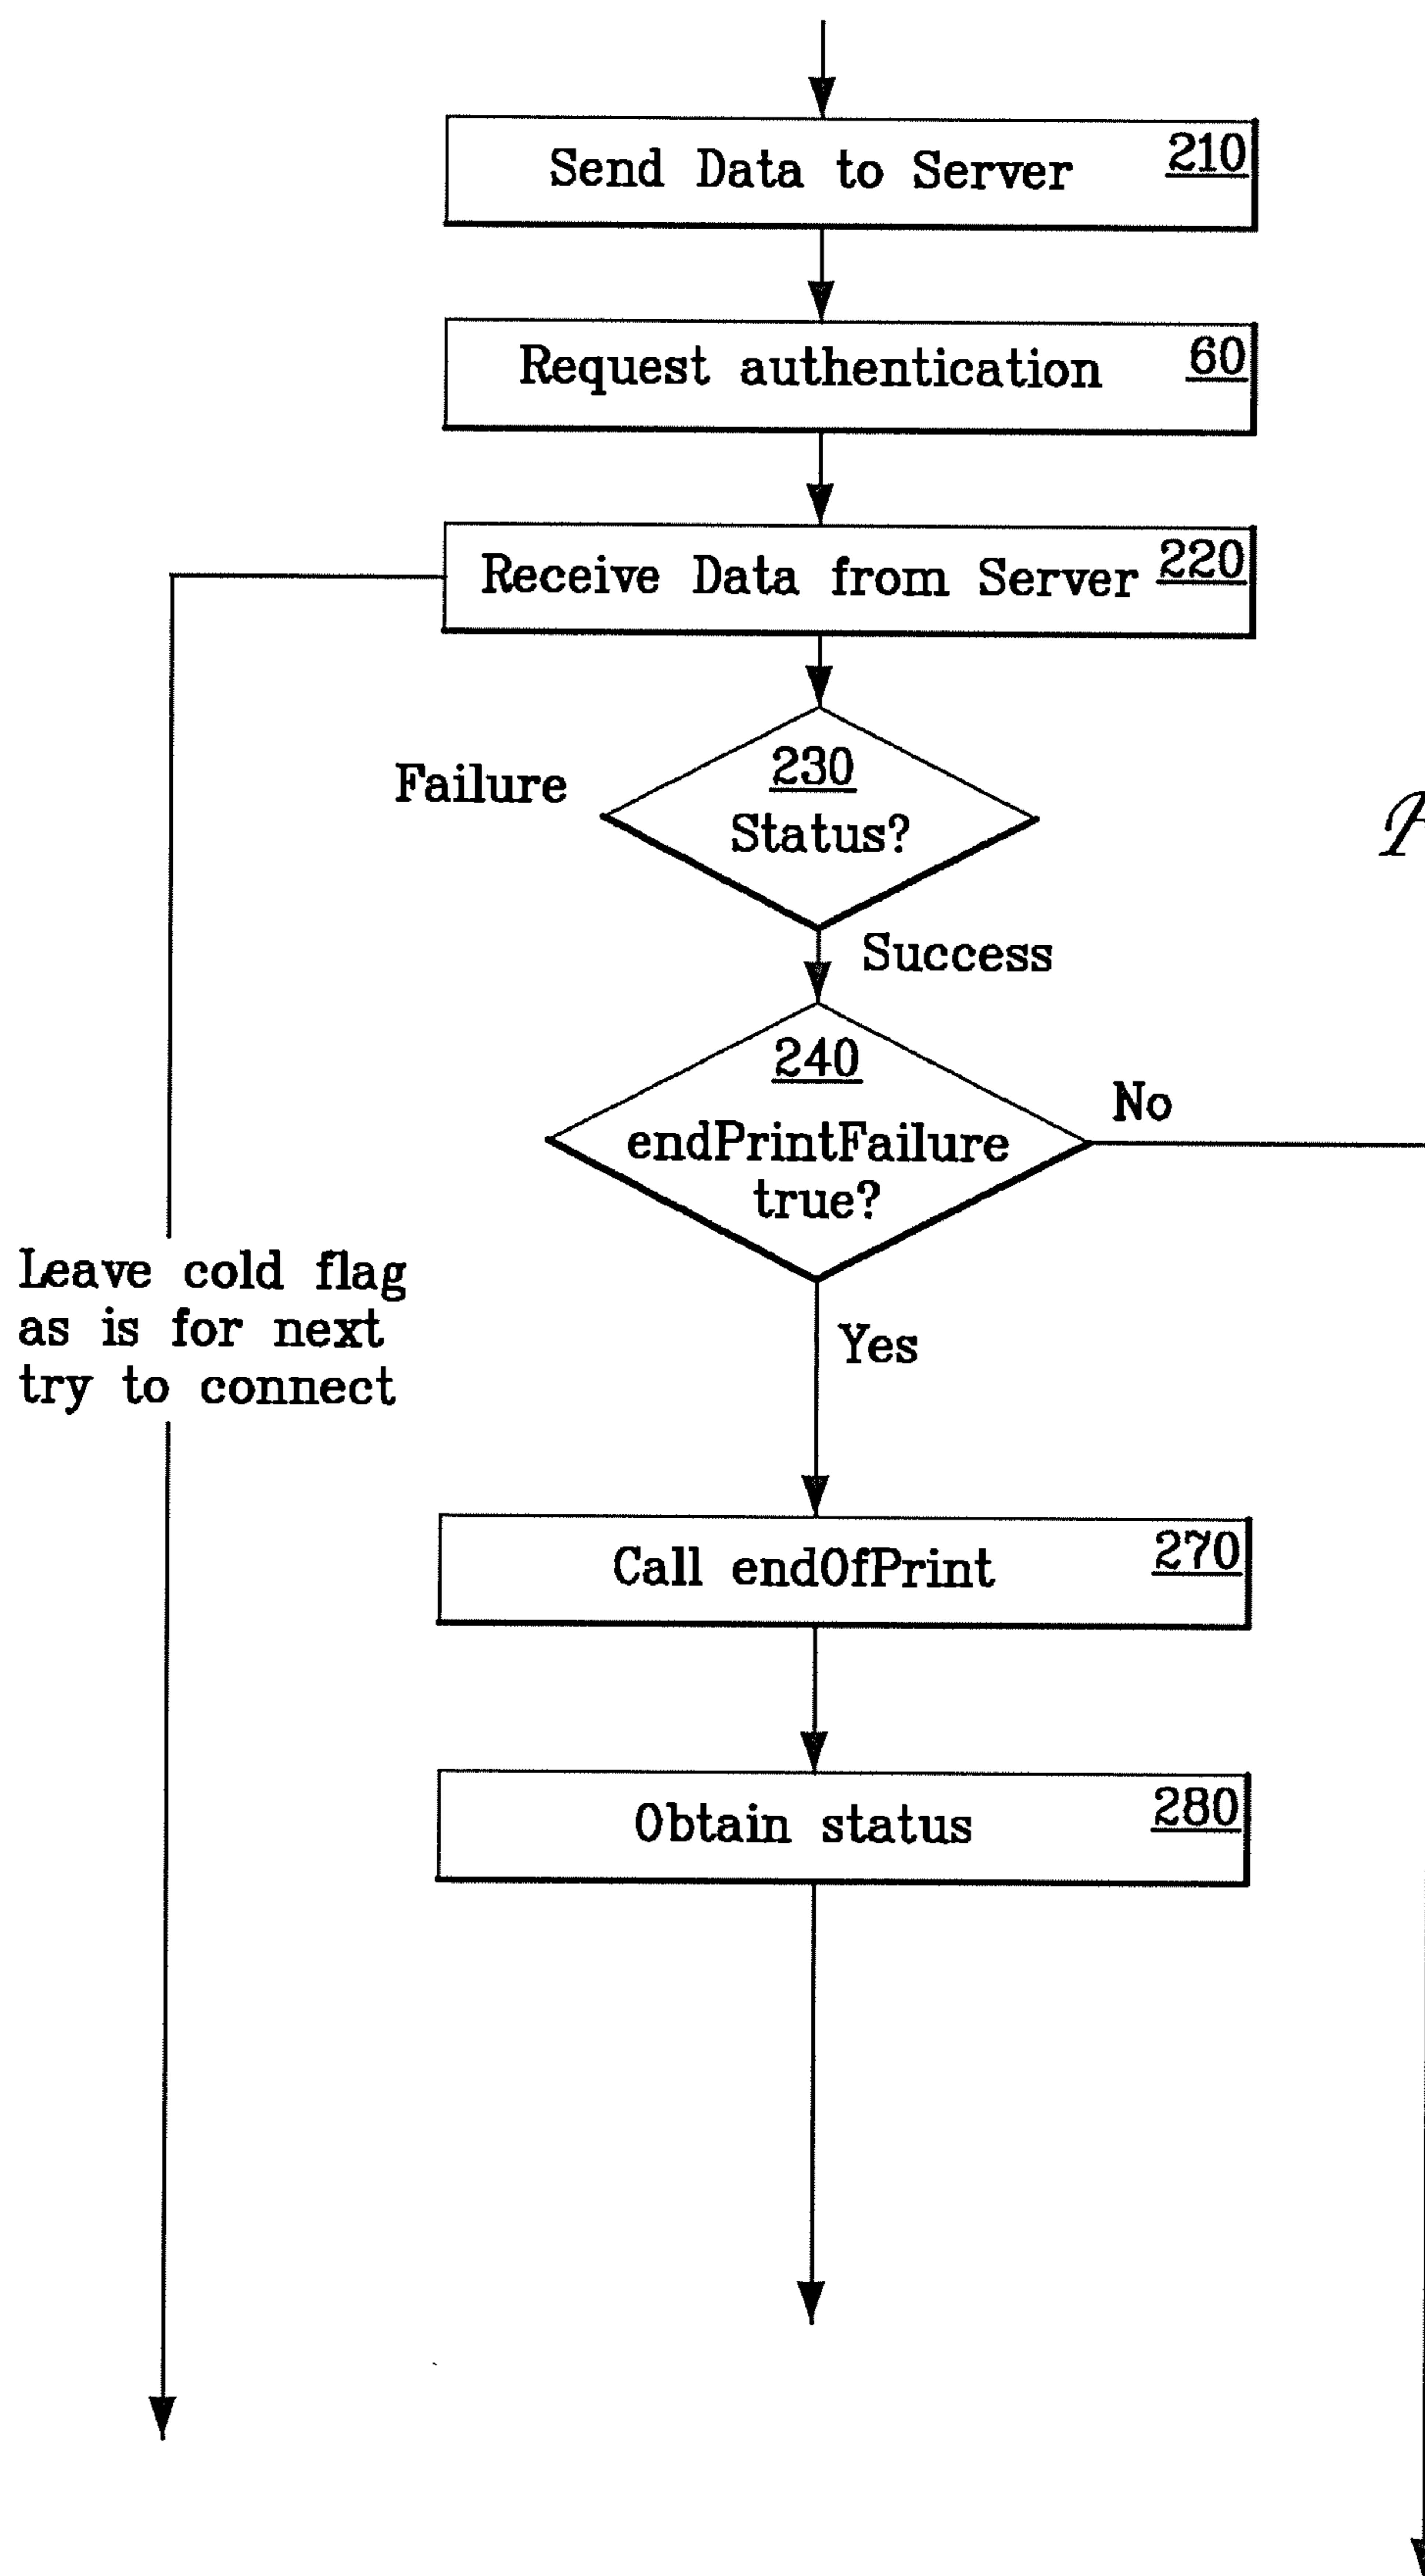 Send Data to Server 210
Request authentication 60
Receive Data from Server 220
Failure
230
Status?
Success
240
endPrintFailure
true?
No
Yes
Leave cold flag
as is for next
try to connect
Call endOfPrint 270
Obtain status 280